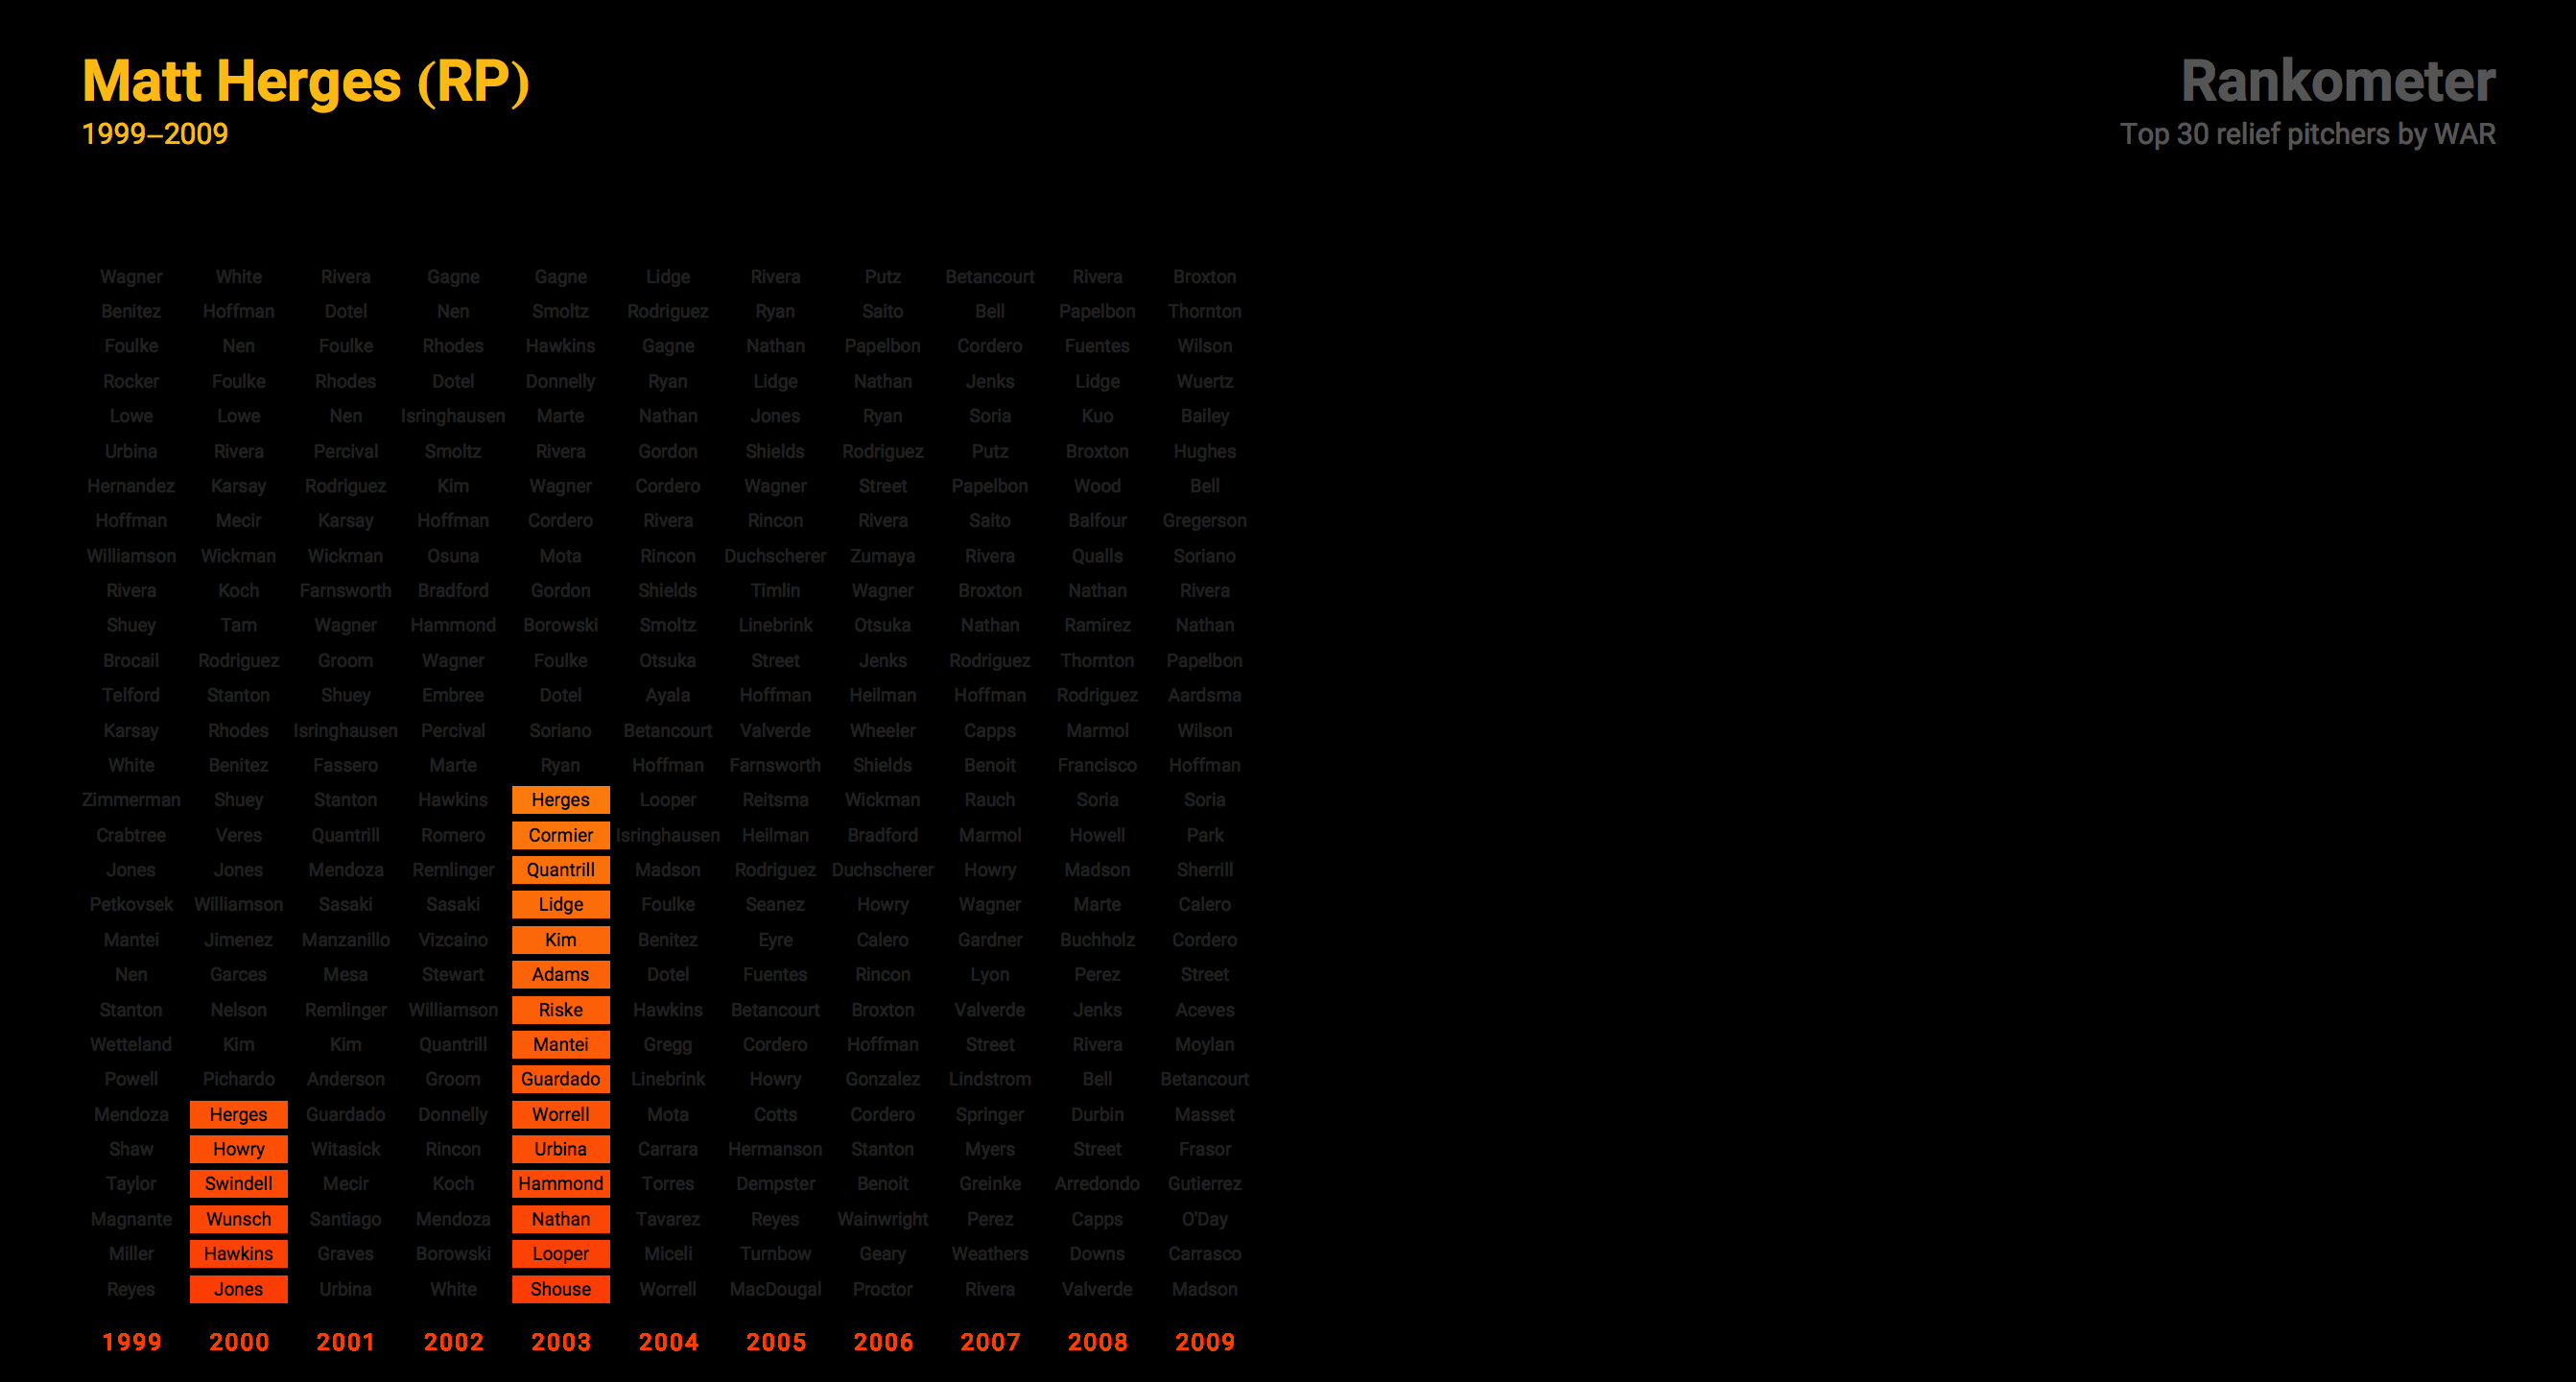 Matt Herges (RP)
1999–2009
Rankometer
Top 30 relief pitchers by WAR
Wagner White Rivera Gagne Gagne Lidge Rivera Putz Betancourt Rivera Broxton
Benitez Hoffman Dotel Nen Smoltz Rodriguez Ryan Saito Bell Papelbon Thornton
Foulke Nen Foulke Rhodes Hawkins Gagne Nathan Papelbon Cordero Fuentes Wilson
Rocker Foulke Rhodes Dotel Donnelly Ryan Lidge Nathan Jenks Lidge Wuertz
Lowe Lowe Nen Isringhausen Marte Nathan Jones Ryan Soria Kuo Bailey
Urbina Rivera Percival Smoltz Rivera Gordon Shields Rodriguez Putz Broxton Hughes
Hernandez Karsay Rodriguez Kim Wagner Cordero Wagner Street Papelbon Wood Bell
Hoffman Mecir Karsay Hoffman Cordero Rivera Rincon Rivera Saito Balfour Gregerson
Williamson Wickman Wickman Osuna Mota Rincon Duchscherer Zumaya Rivera Qualls Soriano
Rivera Koch Farnsworth Bradford Gordon Shields Timlin Wagner Broxton Nathan Rivera
Shuey Tam Wagner Hammond Borowski Smoltz Linebrink Otsuka Nathan Ramirez Nathan
Brocail Rodriguez Groom Wagner Foulke Otsuka Street Jenks Rodriguez Thornton Papelbon
Telford Stanton Shuey Embree Dotel Ayala Hoffman Heilman Hoffman Rodriguez Aardsma
Karsay Rhodes Isringhausen Percival Soriano Betancourt Valverde Wheeler Capps Marmol Wilson
White Benitez Fassero Marte Ryan Hoffman Farnsworth Shields Benoit Francisco Hoffman
Zimmerman Shuey Stanton Hawkins Herges Looper Reitsma Wickman Rauch Soria Soria
Crabtree Veres Quantrill Romero Cormier Isringhausen Heilman Bradford Marmol Howell Park
Jones Jones Mendoza Remlinger Quantrill Madson Rodriguez Duchscherer Howry Madson Sherrill
Petkovsek Williamson Sasaki Sasaki Lidge Foulke Seanez Howry Wagner Marte Calero
Mantei Jimenez Manzanillo Vizcaino Kim Benitez Eyre Calero Gardner Buchholz Cordero
Nen Garces Mesa Stewart Adams Dotel Fuentes Rincon Lyon Perez Street
Stanton Nelson Remlinger Williamson Riske Hawkins Betancourt Broxton Valverde Jenks Aceves
Wetteland Kim Kim Quantrill Mantei Gregg Cordero Hoffman Street Rivera Moylan
Powell Pichardo Anderson Groom Guardado Linebrink Howry Gonzalez Lindstrom Bell Betancourt
Mendoza Herges Guardado Donnelly Worrell Mota Cotts Cordero Springer Durbin Masset
Shaw Howry Witasick Rincon Urbina Carrara Hermanson Stanton Myers Street Frasor
Taylor Swindell Mecir Koch Hammond Torres Dempster Benoit Greinke Arredondo Gutierrez
Magnante Wunsch Santiago Mendoza Nathan Tavarez Reyes Wainwright Perez Capps O'Day
Miller Hawkins Graves Borowski Looper Miceli Turnbow Geary Weathers Downs Carrasco
Reyes Jones Urbina White Shouse Worrell MacDougal Proctor Rivera Valverde Madson
1999 2000 2001 2002 2003 2004 2005 2006 2007 2008 2009